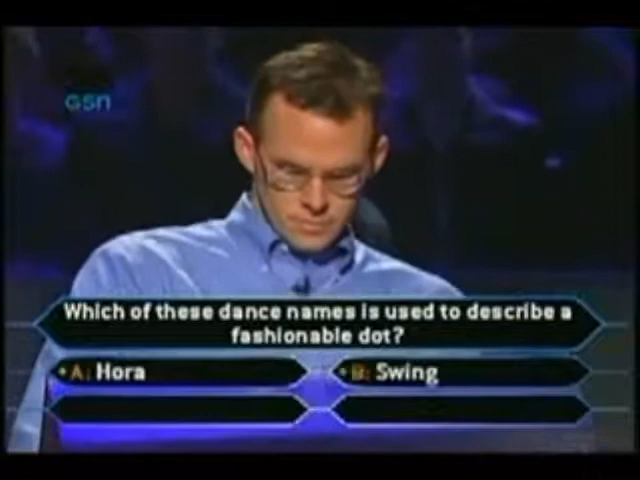 GSN
Which of these dance names is used to describe a
fashionable dot?
A: Hora
B: Swing